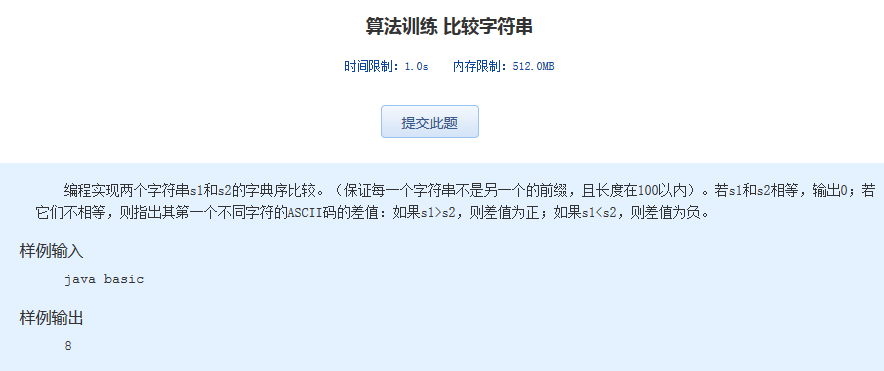 算法训练 比较字符串
时间限制：1.0s 内存限制：512.0MB
提交此题
编程实现两个字符串s1和s2的字典序比较。（保证每一个字符串不是另一个的前缀，且长度在100以内）。若s1和s2相等，输出0；若
它们不相等，则指出其第一个不同字符的ASCII码的差值：如果s1>s2，则差值为正；如果s1<s2，则差值为负。
样例输入
java basic
样例输出
8